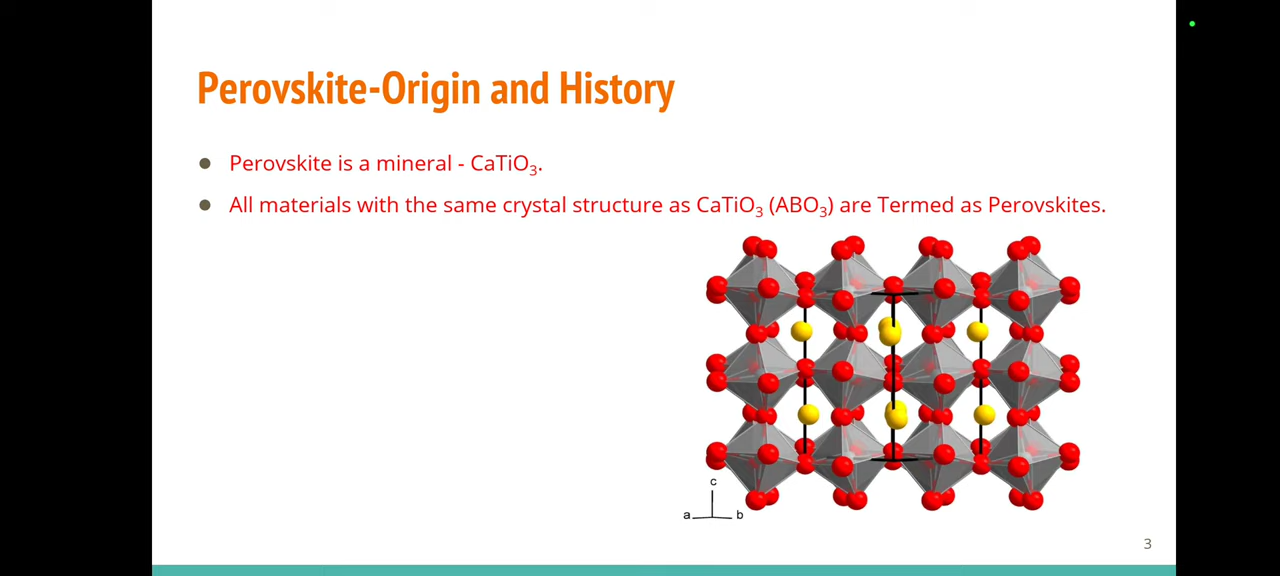 Perovskite-Origin and History
● Perovskite is a mineral - CaTiO₃.
● All materials with the same crystal structure as CaTiO₃ (ABO₃) are Termed as Perovskites.
c
a b
3